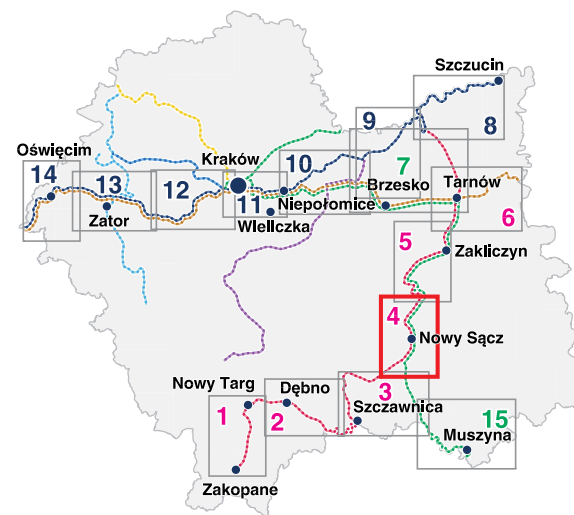 Szczucin
8
9
Oświęcim
14
13
12
Kraków
10
7
11
Niepołomice
Brzesko
Tarnów
Zator
Wieliczka
6
5
Zakliczyn
4
Nowy Sącz
Nowy Targ
Dębno
3
1
2
Szczawnica
15
Muszyna
Zakopane